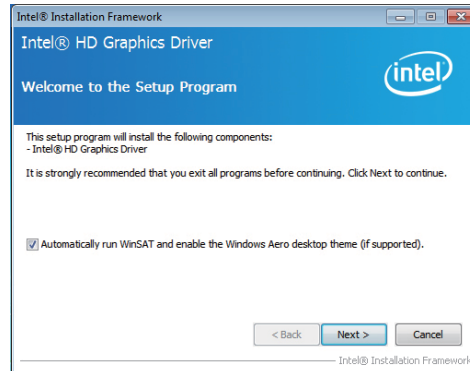 Intel® Installation Framework
Intel® HD Graphics Driver
intel
Welcome to the Setup Program
This setup program will install the following components:
- Intel® HD Graphics Driver
It is strongly recommended that you exit all programs before continuing. Click Next to continue.
Automatically run WinSAT and enable the Windows Aero desktop theme (if supported).
< Back Next > Cancel
Intel® Installation Framework